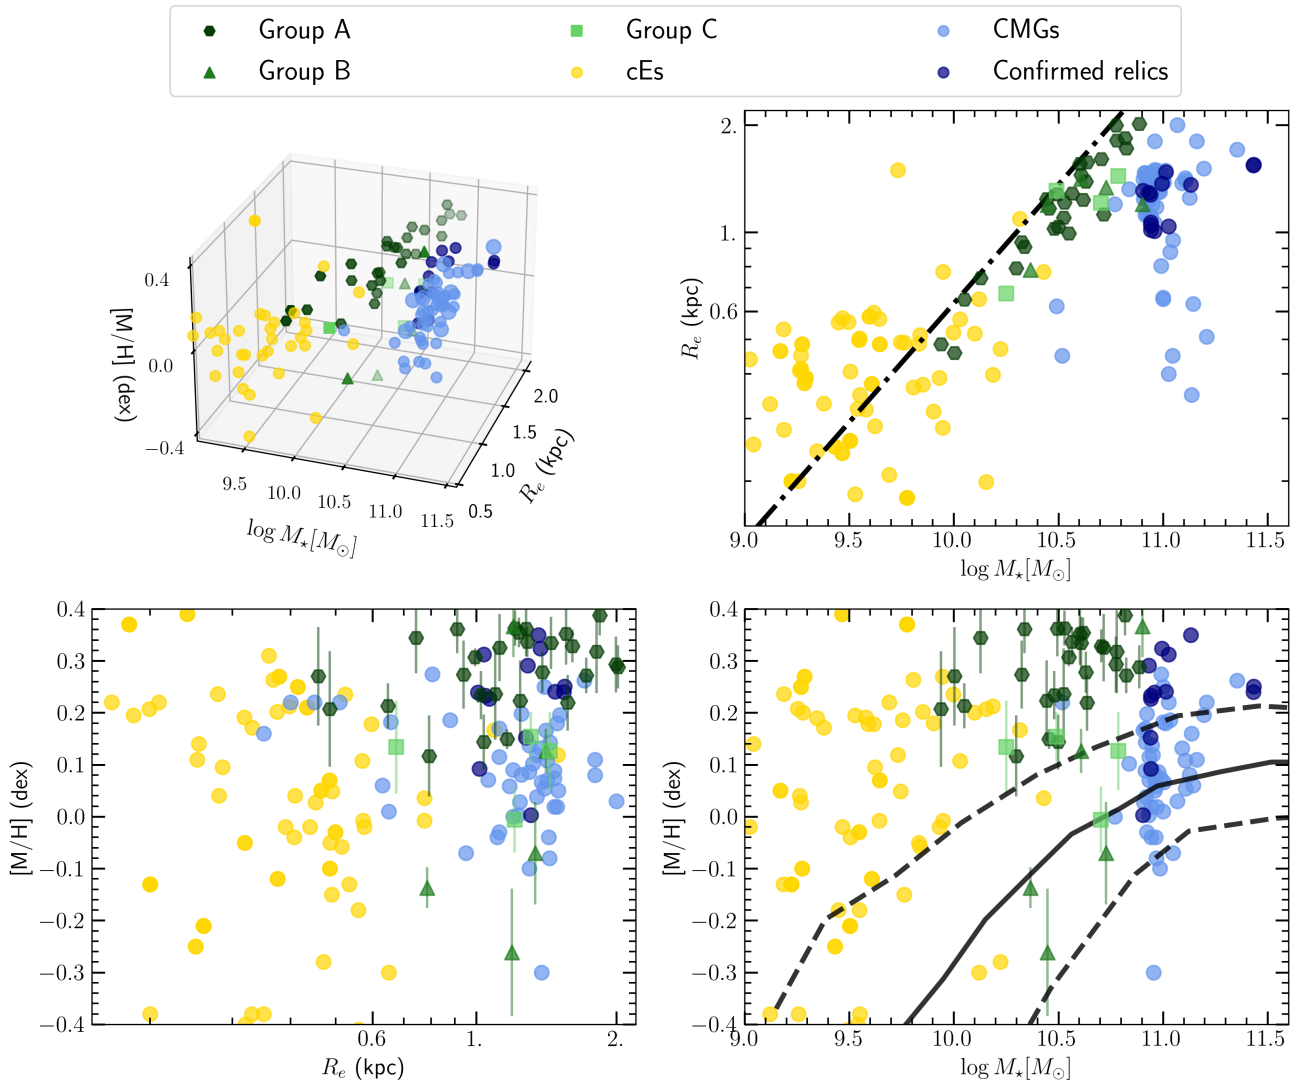 Group A Group C CMGs
Group B cEs Confirmed relics
0.4
0.0
−0.4
[M/H] (dex)
9.5 10.0 10.5 11.0 11.5
log M⋆[M⊙]
0.5 1.0 1.5 2.0
R_e (kpc)
2.
1.
0.6
R_e (kpc)
9.0 9.5 10.0 10.5 11.0 11.5
log M⋆[M⊙]
0.4
0.3
0.2
0.1
0.0
−0.1
−0.2
−0.3
−0.4
[M/H] (dex)
0.6 1. 2.
R_e (kpc)
0.4
0.3
0.2
0.1
0.0
−0.1
−0.2
−0.3
−0.4
[M/H] (dex)
9.0 9.5 10.0 10.5 11.0 11.5
log M⋆[M⊙]